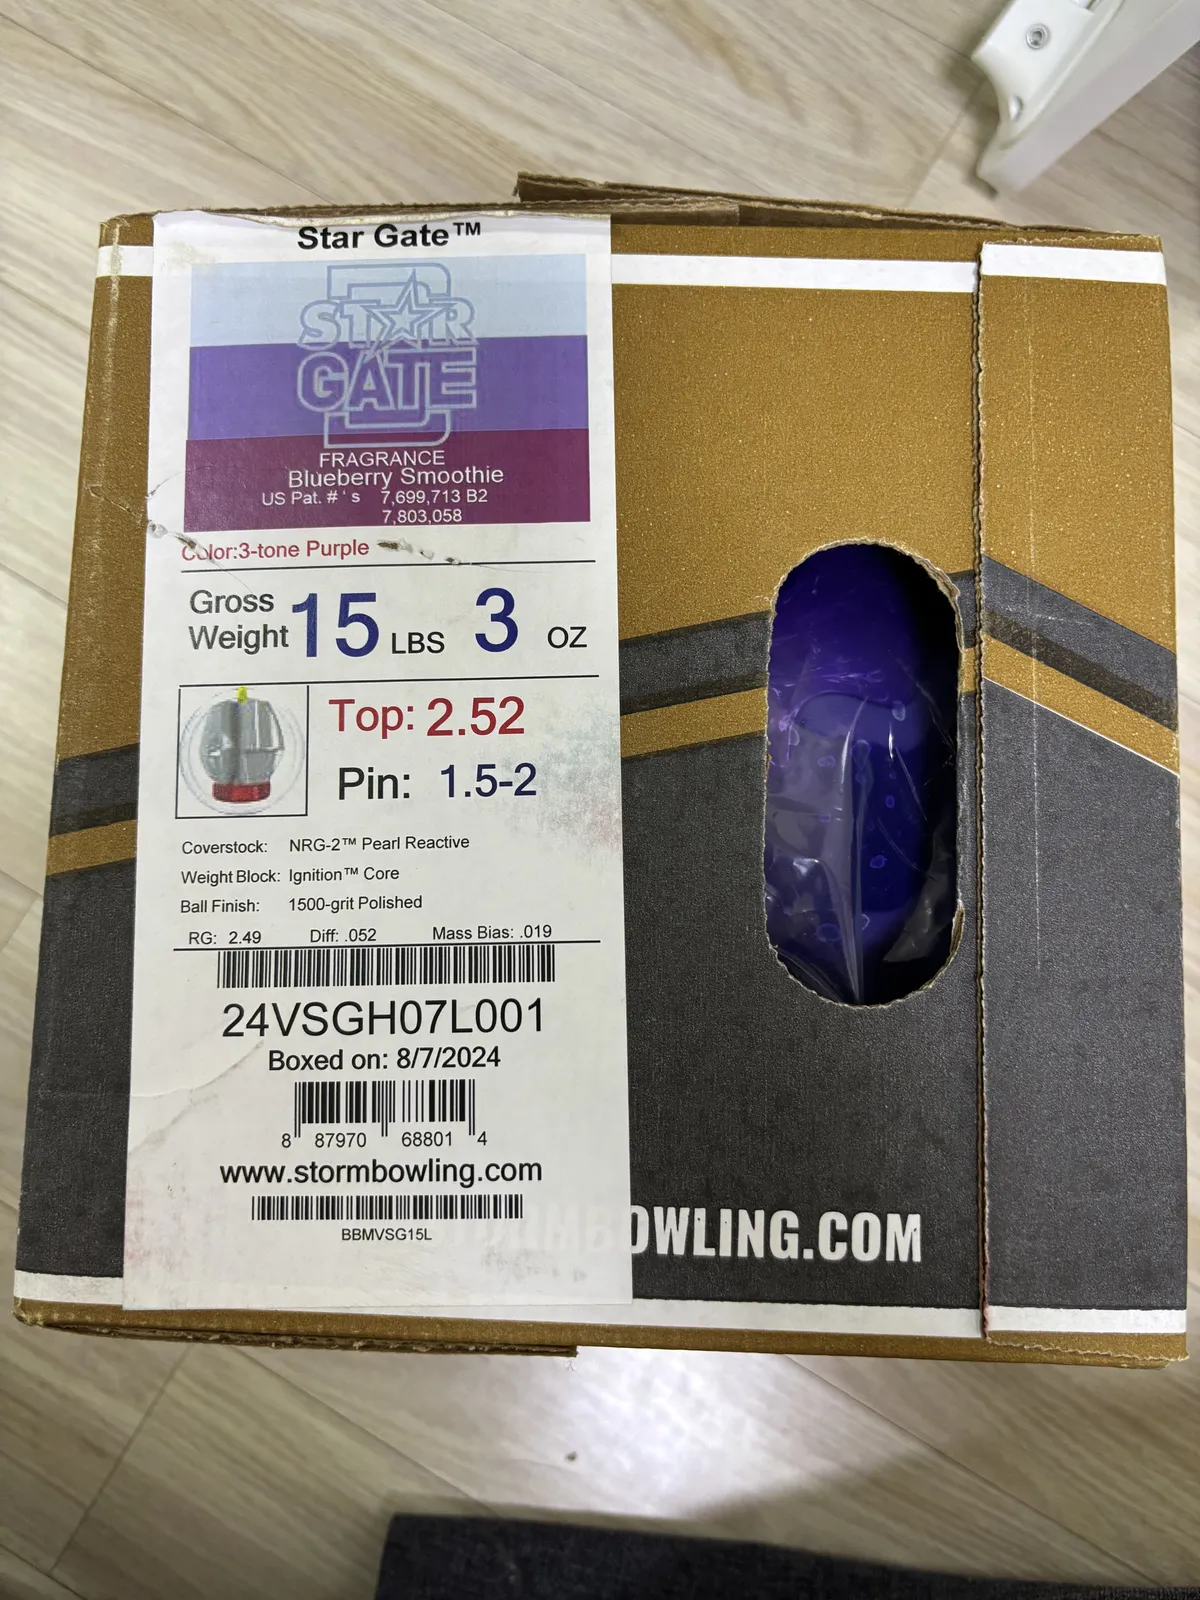 Star Gate™
STAR
GATE
FRAGRANCE
Blueberry Smoothie
US Pat. # ' s 7,699,713 B2
7,803,058
Color:3-tone Purple
Gross Weight 15 LBS 3 OZ
Top: 2.52
Pin: 1.5-2
Coverstock: NRG-2™ Pearl Reactive
Weight Block: Ignition™ Core
Ball Finish: 1500-grit Polished
RG: 2.49 Diff: .052 Mass Bias: .019
24VSGH07L001
Boxed on: 8/7/2024
8 87970 68801 4
www.stormbowling.com
BBMVSG15L
STORMBOWLING.COM